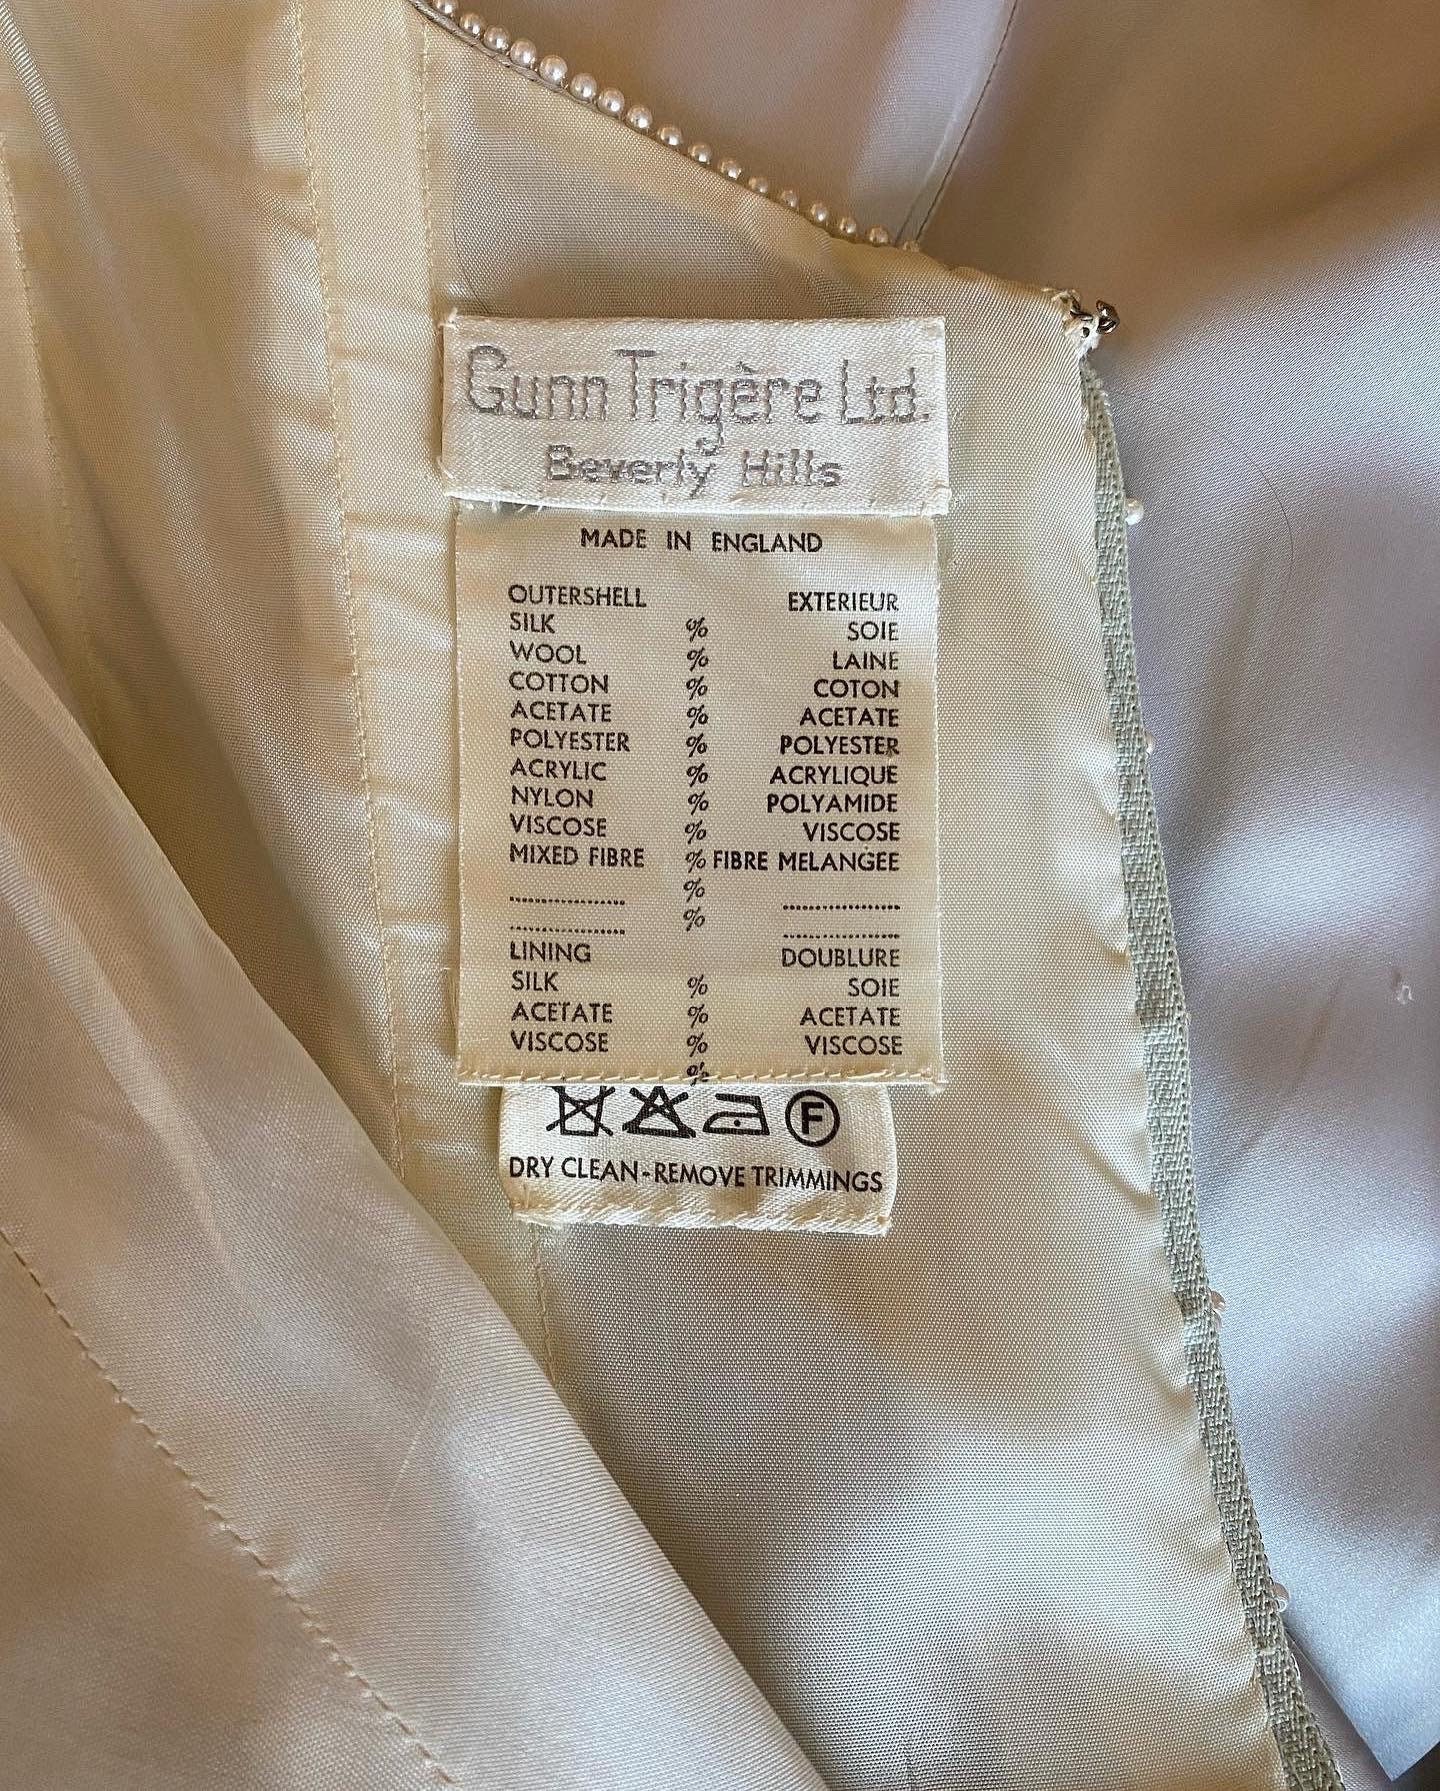 Gunn Trigère Ltd.
Beverly Hills
MADE IN ENGLAND
OUTERSHELL EXTERIEUR
SILK % SOIE
WOOL % LAINE
COTTON % COTON
ACETATE % ACETATE
POLYESTER % POLYESTER
ACRYLIC % ACRYLIQUE
NYLON % POLYAMIDE
VISCOSE % VISCOSE
MIXED FIBRE % FIBRE MELANGEE
.................. % ..................
.................. % ..................
LINING DOUBLURE
SILK % SOIE
ACETATE % ACETATE
VISCOSE % VISCOSE
%
F
DRY CLEAN-REMOVE TRIMMINGS